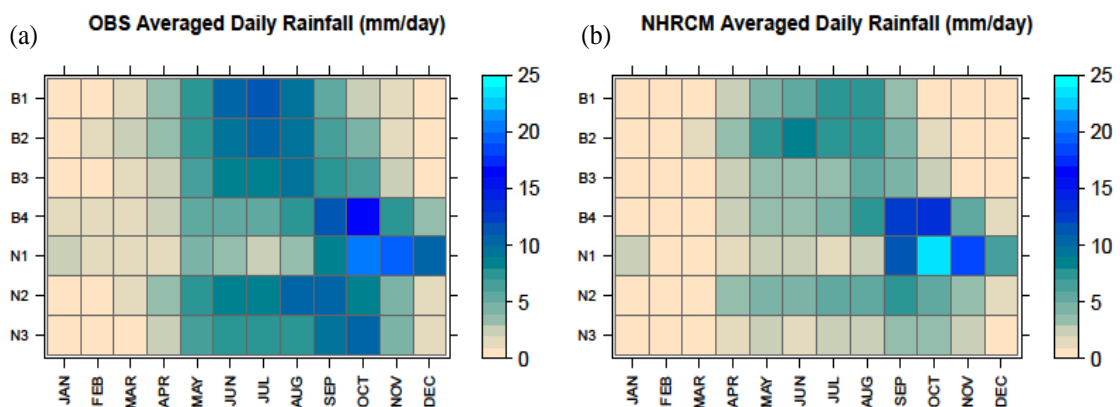 (a) OBS Averaged Daily Rainfall (mm/day)
B1
B2
B3
B4
N1
N2
N3
JAN FEB MAR APR MAY JUN JUL AUG SEP OCT NOV DEC
25
20
15
10
5
0
(b) NHRCM Averaged Daily Rainfall (mm/day)
B1
B2
B3
B4
N1
N2
N3
JAN FEB MAR APR MAY JUN JUL AUG SEP OCT NOV DEC
25
20
15
10
5
0